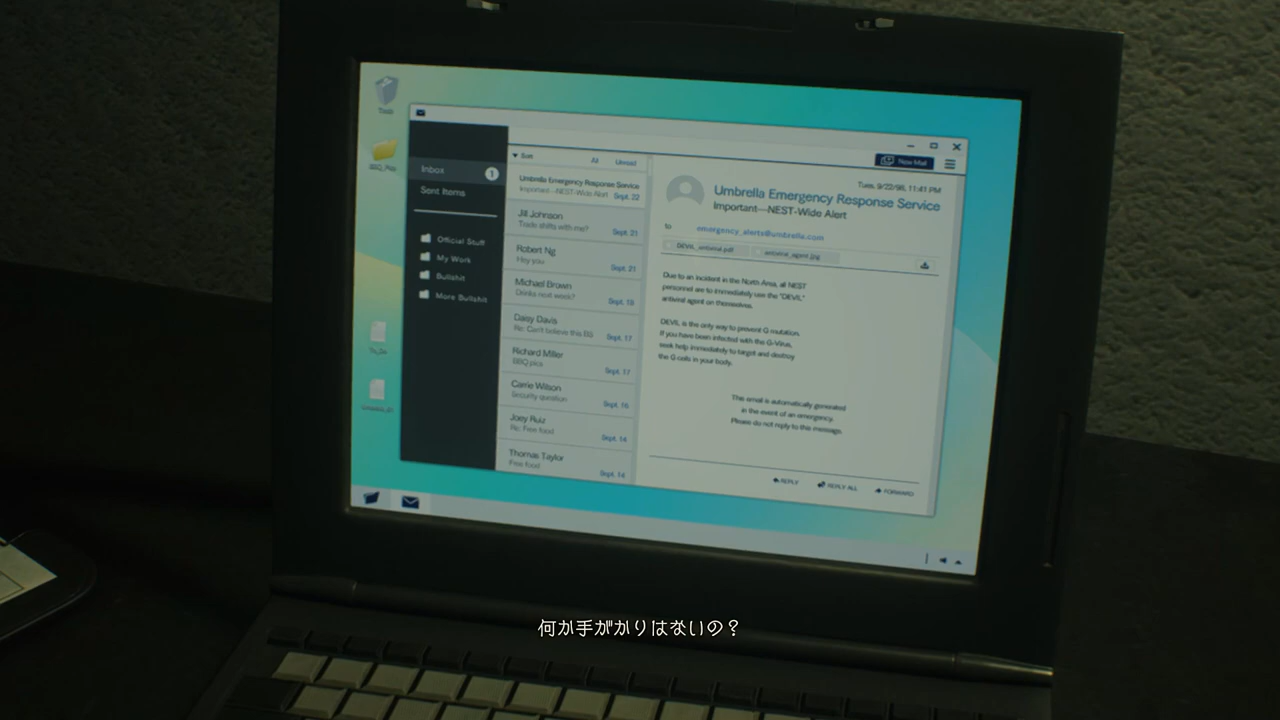 Inbox
1
Sent Items
Official Stuff
My Work
Bullshit
More Bullshit
Sort
All
Unread
Umbrella Emergency Response Service
Important—NEST-Wide Alert Sept. 22
Jill Johnson
Trade shifts with me? Sept. 21
Robert Ng
Hey you Sept. 21
Michael Brown
Drinks next week? Sept. 19
Daisy Davis
Re: Can't believe this BS Sept. 17
Richard Miller
BBQ pics Sept. 17
Carrie Wilson
Security question Sept. 16
Joey Ruiz
Re: Free food Sept. 14
Thomas Taylor
Free food Sept. 14
New Mail
Tues. 9/22/98, 11:41 PM
Umbrella Emergency Response Service
Important—NEST-Wide Alert
to emergency_alerts@umbrella.com
DEVIL_antiviral.pdf antiviral_agent.jpg
Due to an incident in the North Area, all NEST
personnel are to immediately use the "DEVIL"
antiviral agent on themselves.
DEVIL is the only way to prevent G mutation.
If you have been infected with the G-Virus,
seek help immediately to target and destroy
the G cells in your body.
This email is automatically generated
in the event of an emergency.
Please do not reply to this message.
REPLY
REPLY ALL
FORWARD
何か手がかりはないの？